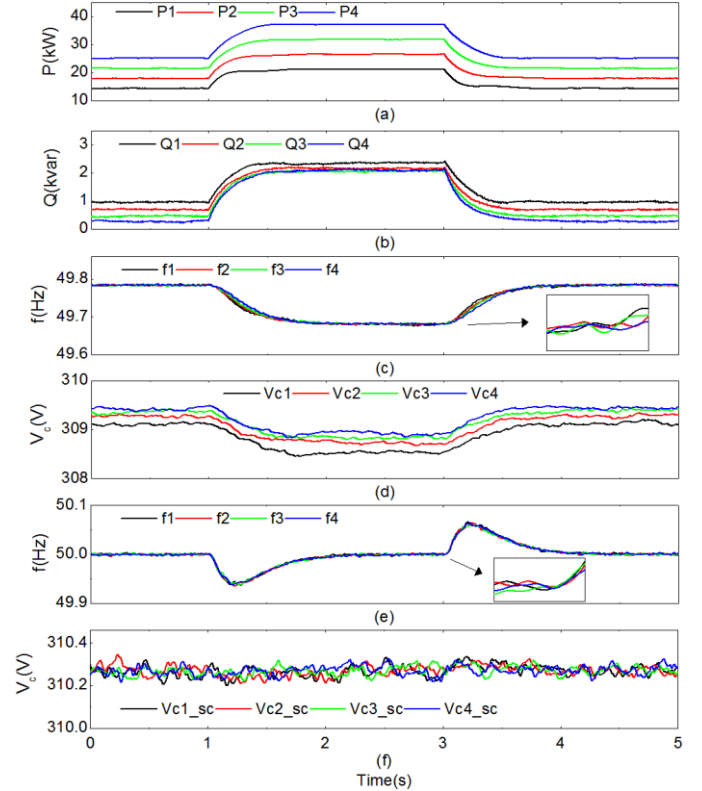 P1 P2 P3 P4
40
30
20
10
P(kW)
(a)
Q1 Q2 Q3 Q4
3
2
1
0
Q(kvar)
(b)
f1 f2 f3 f4
49.8
49.7
49.6
f(Hz)
(c)
Vc1 Vc2 Vc3 Vc4
310
309
308
Vc(V)
(d)
f1 f2 f3 f4
50.1
50.0
49.9
f(Hz)
(e)
310.4
310.2
310.0
Vc(V)
Vc1_sc Vc2_sc Vc3_sc Vc4_sc
0 1 2 3 4 5
(f)
Time(s)